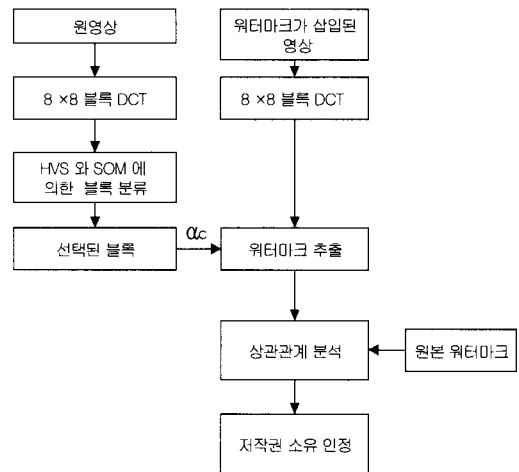 원영상
8 ×8 블록 DCT
HVS 와 SOM 에
의한 블록 분류
선택된 블록
αc
워터마크가 삽입된
영상
8 ×8 블록 DCT
워터마크 추출
상관관계 분석
원본 워터마크
저작권 소유 인정